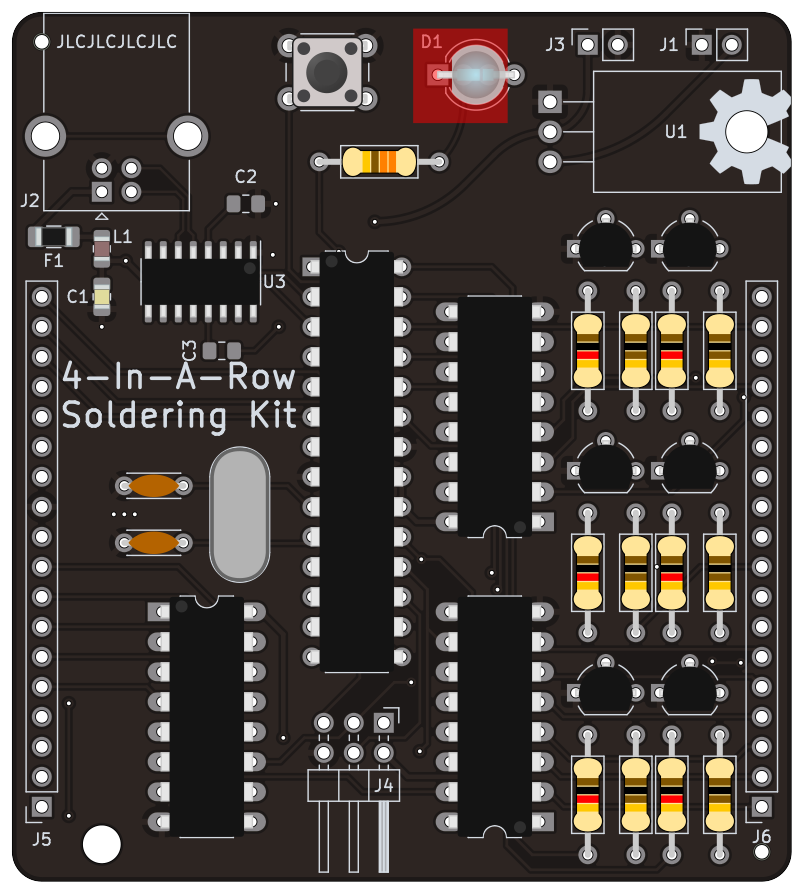 JLCJLCJLCJLC
D1
J3
J1
U1
C2
J2
L1
F1
U3
C1
C3
4-In-A-Row
Soldering Kit
J4
J5
J6